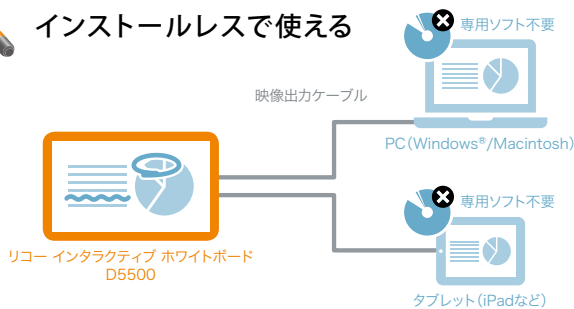 インストールレスで使える
専用ソフト不要
映像出力ケーブル
PC(Windows®/Macintosh)
専用ソフト不要
リコー インタラクティブ ホワイトボード
D5500
タブレット(iPadなど)